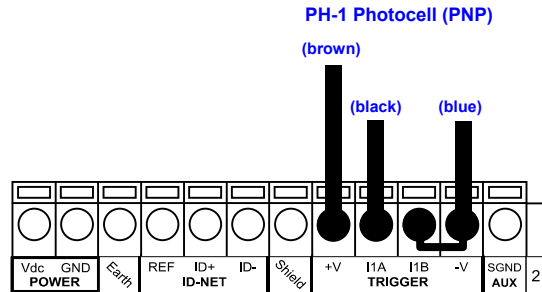 PH-1 Photocell (PNP)
(brown)
(black) (blue)
Vdc GND Earth REF ID+ ID- Shield +V I1A I1B -V SGND 2
POWER ID-NET TRIGGER AUX